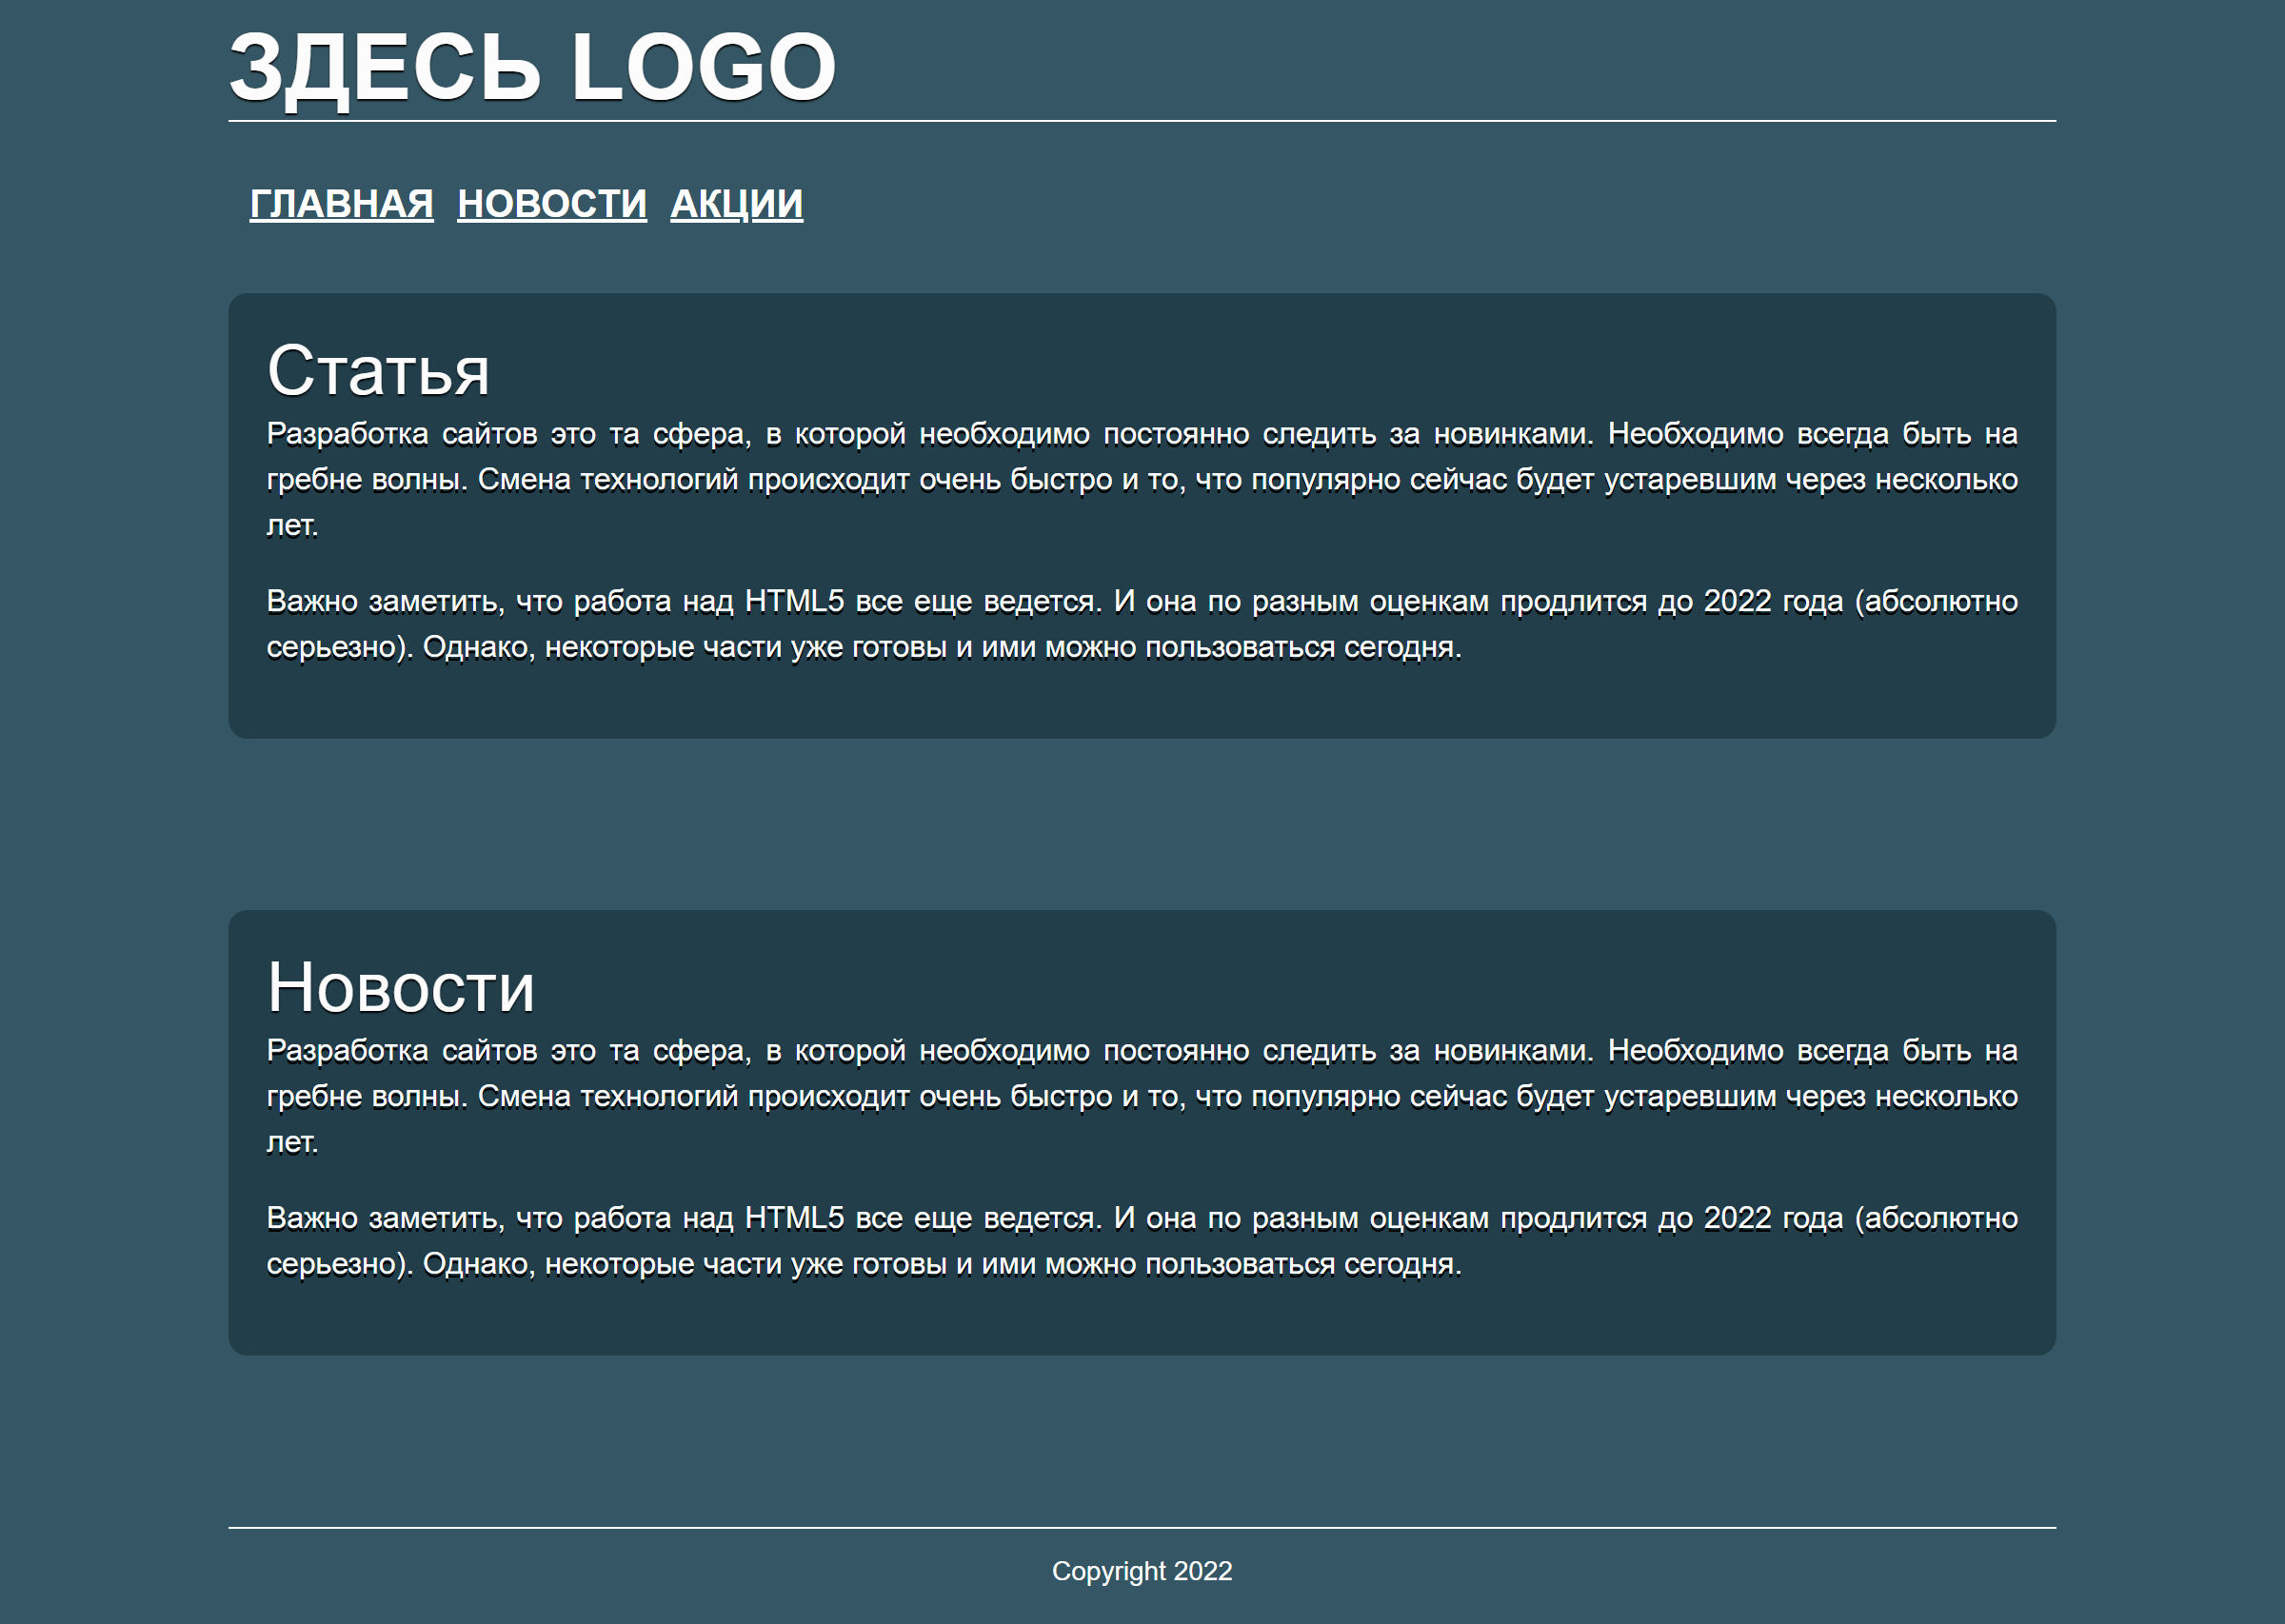 ЗДЕСЬ LOGO
ГЛАВНАЯ НОВОСТИ АКЦИИ
Статья
Разработка сайтов это та сфера, в которой необходимо постоянно следить за новинками. Необходимо всегда быть на
гребне волны. Смена технологий происходит очень быстро и то, что популярно сейчас будет устаревшим через несколько
лет.
Важно заметить, что работа над HTML5 все еще ведется. И она по разным оценкам продлится до 2022 года (абсолютно
серьезно). Однако, некоторые части уже готовы и ими можно пользоваться сегодня.
Новости
Разработка сайтов это та сфера, в которой необходимо постоянно следить за новинками. Необходимо всегда быть на
гребне волны. Смена технологий происходит очень быстро и то, что популярно сейчас будет устаревшим через несколько
лет.
Важно заметить, что работа над HTML5 все еще ведется. И она по разным оценкам продлится до 2022 года (абсолютно
серьезно). Однако, некоторые части уже готовы и ими можно пользоваться сегодня.
Copyright 2022